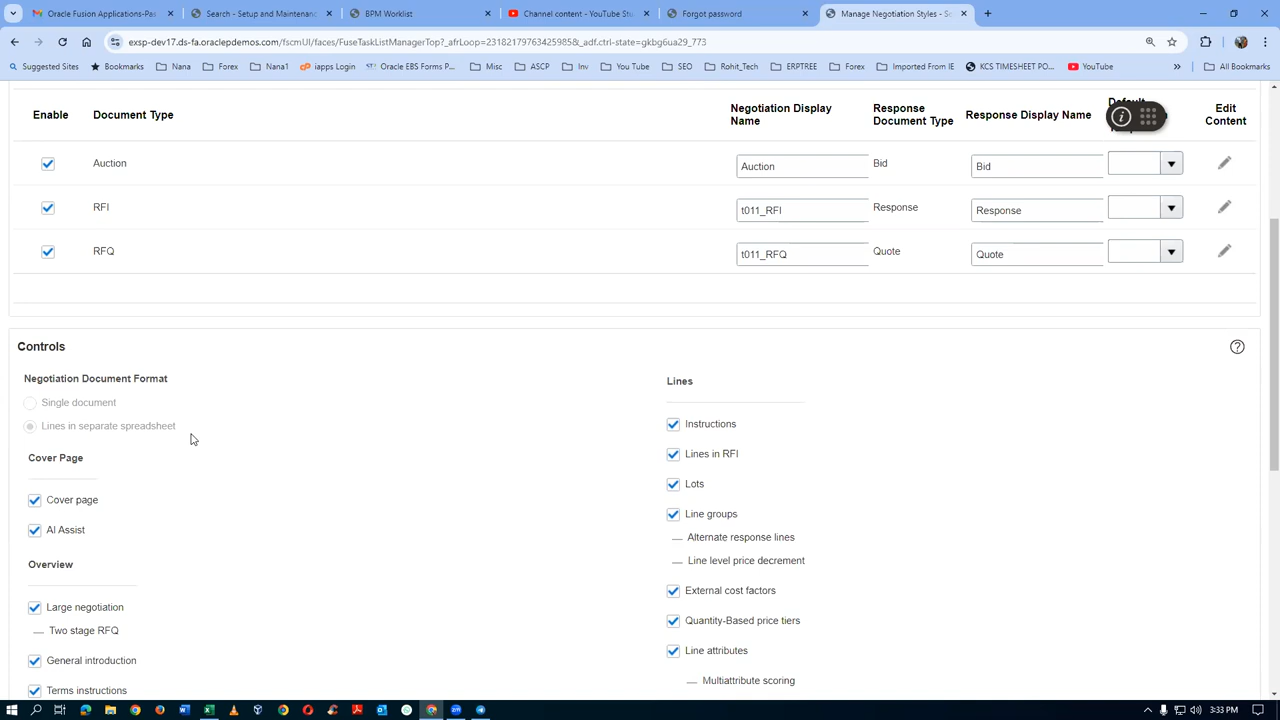 Oracle Fusion Applications-Pas
Search - Setup and Maintenanc
BPM Worklist
Channel content - YouTube Stu
Forgot password
Manage Negotiation Styles - Se
exsp-dev17.ds-fa.oraclepdemos.com/fscmUI/faces/FuseTaskListManagerTop?_afrLoop=23182179763425985&_adf.ctrl-state=gkbg6ua29_773
Suggested Sites
Bookmarks
Nana
Forex
Nana1
iapps Login
Oracle EBS Forms P...
Misc
ASCP
Inv
You Tube
SEO
Rohit_Tech
ERPTREE
Forex
Imported From IE
KCS TIMESHEET PO...
YouTube
All Bookmarks
Enable
Document Type
Negotiation Display
Name
Response
Document Type
Response Display Name
Edit
Content
Auction
Auction
Bid
Bid
RFI
t011_RFI
Response
Response
RFQ
t011_RFQ
Quote
Quote
Controls
Negotiation Document Format
Single document
Lines in separate spreadsheet
Cover Page
Cover page
AI Assist
Overview
Large negotiation
Two stage RFQ
General introduction
Terms instructions
Lines
Instructions
Lines in RFI
Lots
Line groups
Alternate response lines
Line level price decrement
External cost factors
Quantity-Based price tiers
Line attributes
Multiattribute scoring
3:33 PM